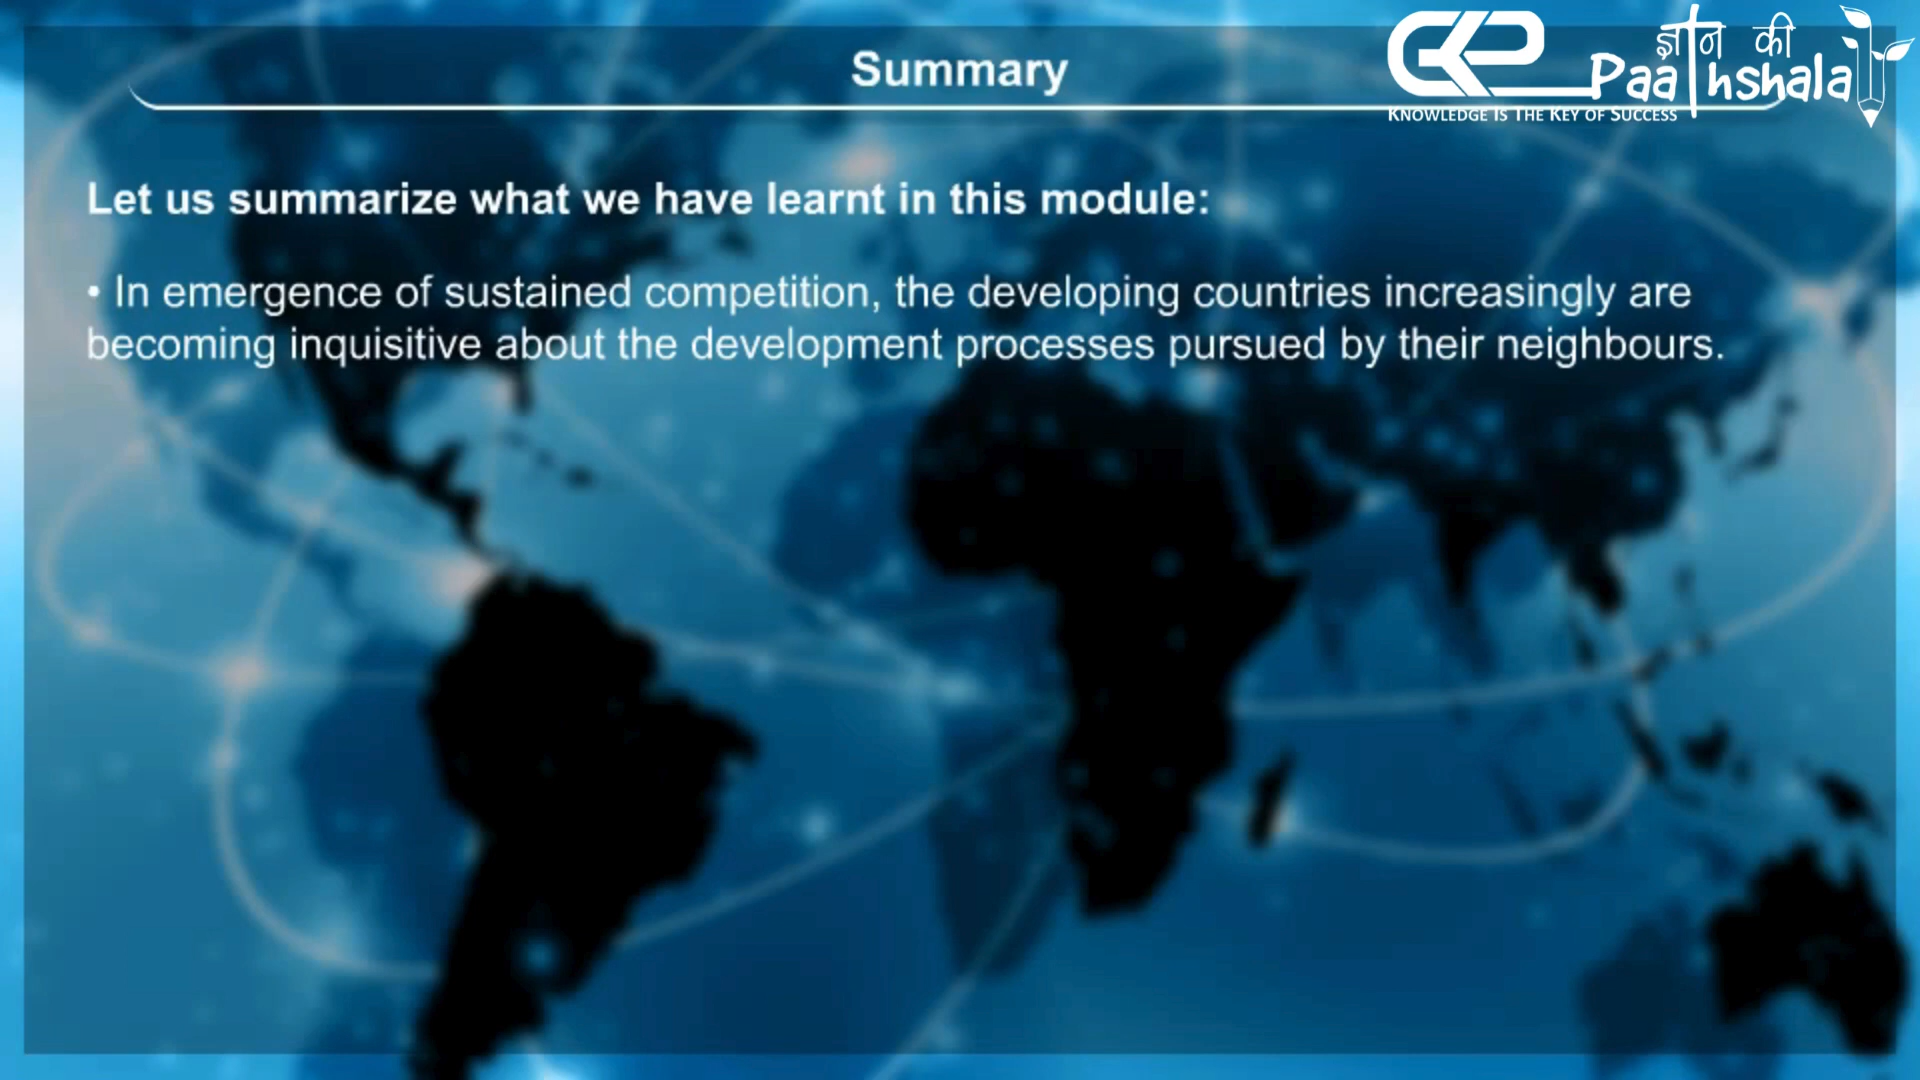 Summary
GKP
ज्ञान की
Paathshala
KNOWLEDGE IS THE KEY OF SUCCESS
Let us summarize what we have learnt in this module:
• In emergence of sustained competition, the developing countries increasingly are
becoming inquisitive about the development processes pursued by their neighbours.